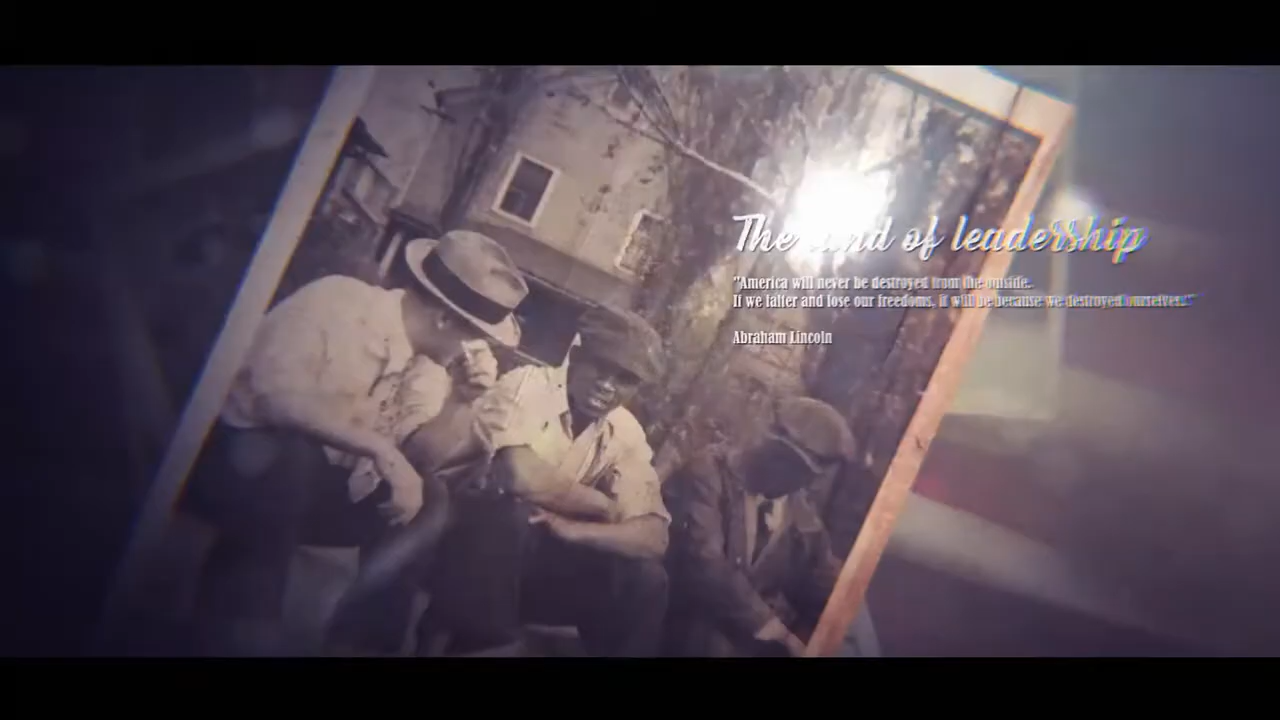 The of leadership
"America will never be destroyed from the outside.
If we falter and lose our freedoms, it will be because we destroyed ourselves."
Abraham Lincoln